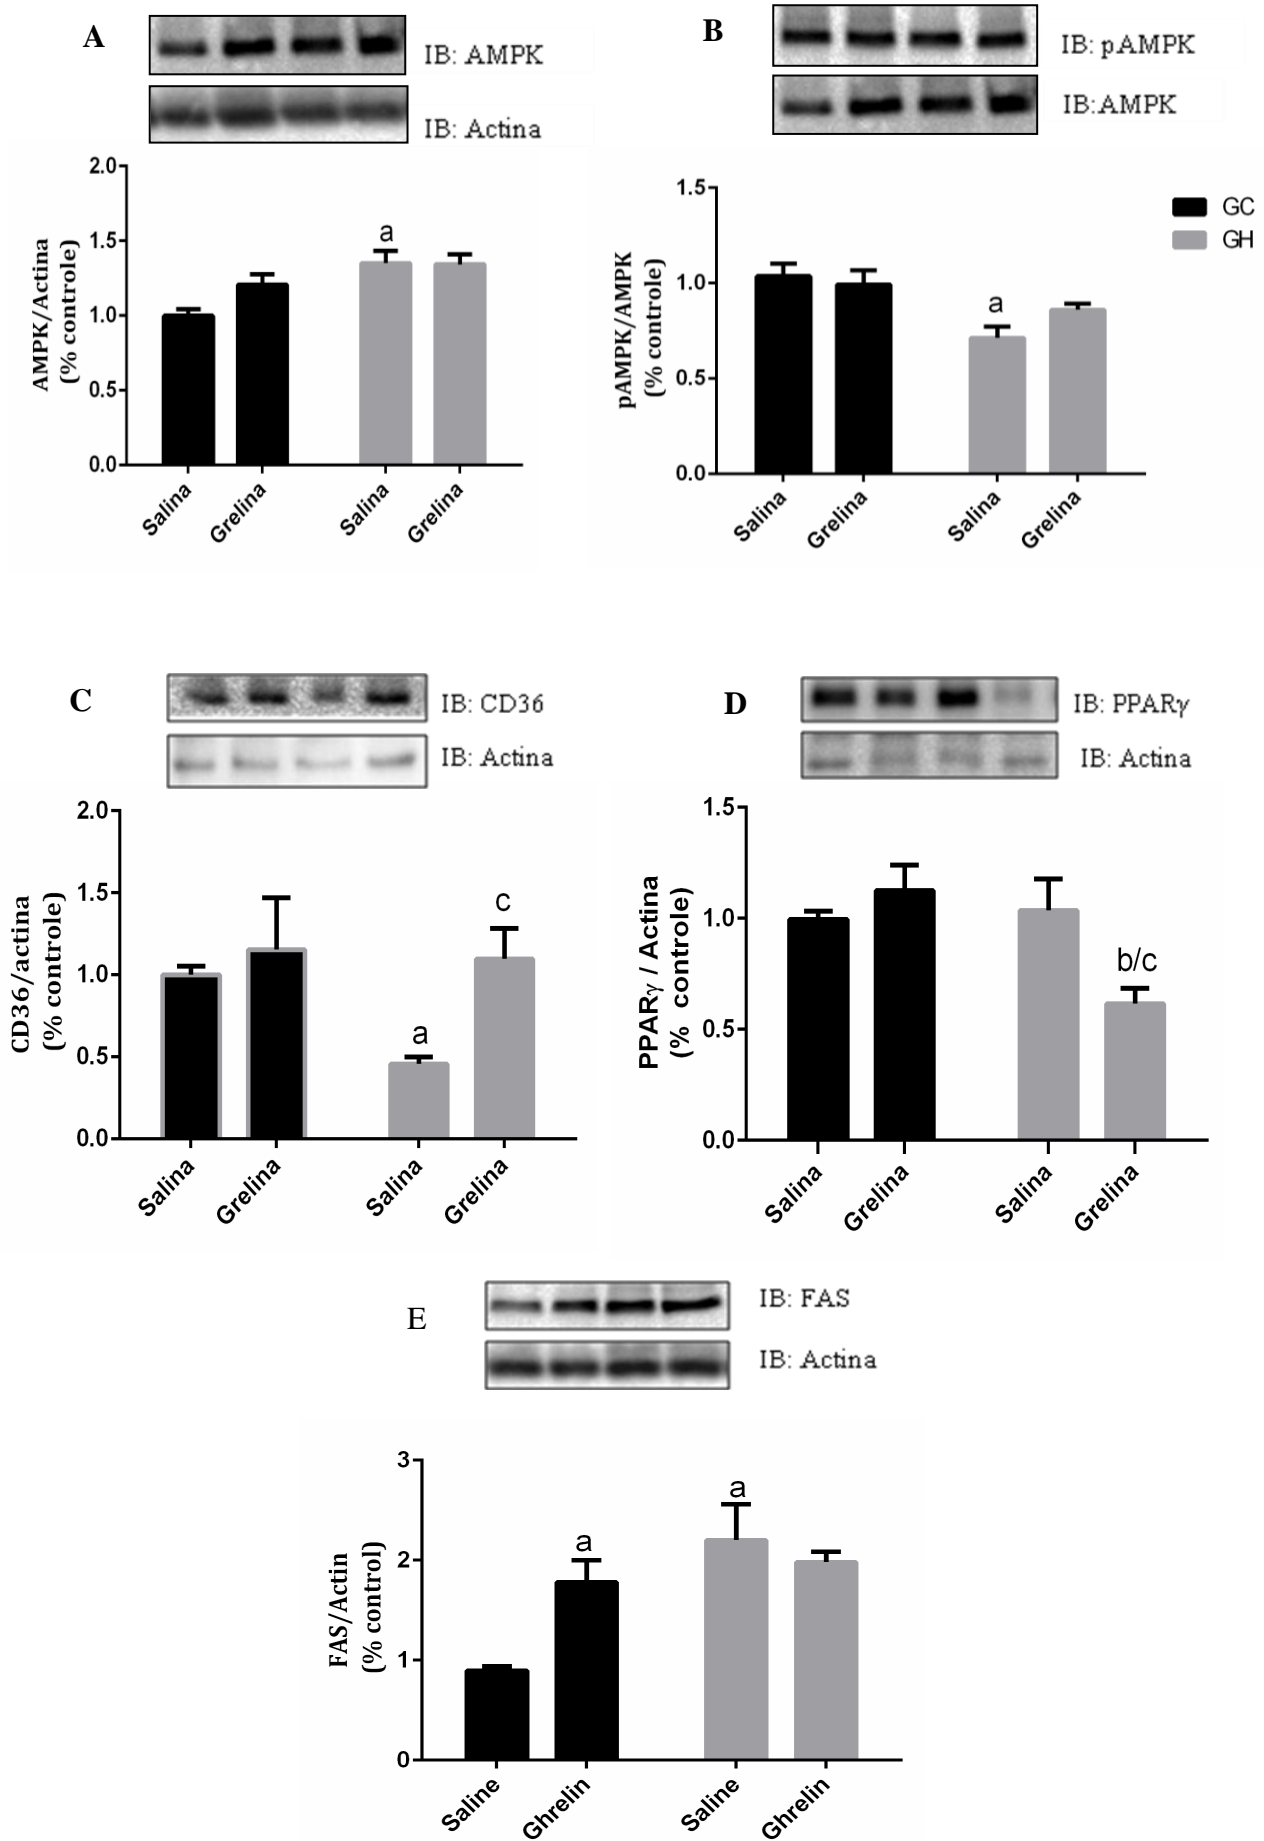 A
IB: AMPK
IB: Actina
2.0
1.5
1.0
0.5
0.0
AMPK/Actina
(% controle)
a
Salina
Grelina
Salina
Grelina
B
IB: pAMPK
IB:AMPK
1.5
1.0
0.5
0.0
pAMPK/AMPK
(% controle)
a
GC
GH
Salina
Grelina
Salina
Grelina
C
IB: CD36
IB: Actina
2.0
1.5
1.0
0.5
0.0
CD36/actina
(% controle)
a
c
Salina
Grelina
Salina
Grelina
D
IB: PPARγ
IB: Actina
1.5
1.0
0.5
0.0
PPARγ / Actina
(% controle)
b/c
Salina
Grelina
Salina
Grelina
E
IB: FAS
IB: Actina
3
2
1
0
FAS/Actin
(% control)
a
a
Saline
Ghrelin
Saline
Ghrelin